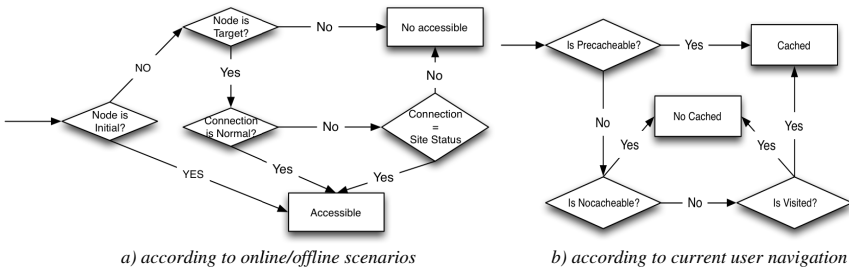 Node is
Target?
No
No accessible
NO
Yes
No
Node is
Initial?
Connection
is Normal?
No
Connection
=
Site Status
YES
Yes
Yes
Accessible
a) according to online/offline scenarios
Is Precacheable?
Yes
Cached
No
No Cached
Yes
Yes
Yes
Is Nocacheable?
No
Is Visited?
b) according to current user navigation